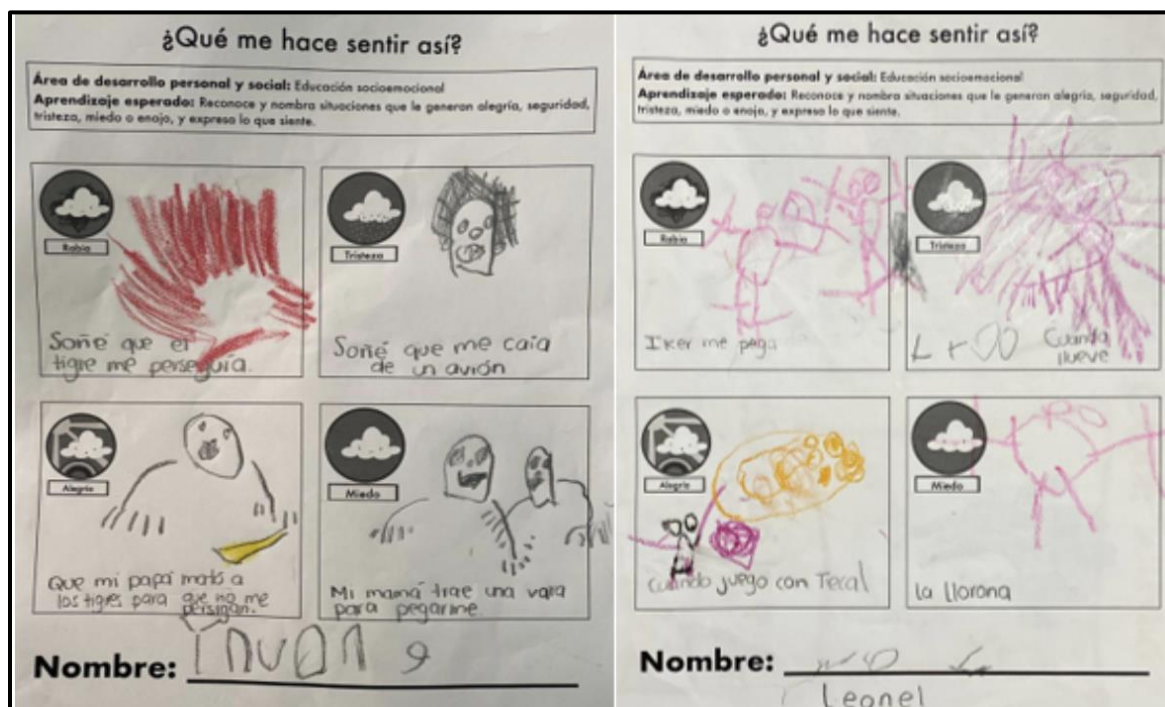 ¿Qué me hace sentir así?
Área de desarrollo personal y social: Educación socioemocional
Aprendizaje esperado: Reconoce y nombra situaciones que le generan alegría, seguridad,
tristeza, miedo o enojo, y expresa lo que siente.
Rabia
Soñé que el
tigre me perseguía.
Tristeza
Soñé que me caía
de un avión
Alegría
Que mi papá mató a
los tigres para que no me
persigan.
Miedo
Mi mamá trae una vara
para pegarme.
Nombre:
¿Qué me hace sentir así?
Área de desarrollo personal y social: Educación socioemocional
Aprendizaje esperado: Reconoce y nombra situaciones que le generan alegría, seguridad,
tristeza, miedo o enojo, y expresa lo que siente.
Rabia
Iker me pega
Tristeza
Cuando
llueve
Alegría
Cuando juego con Tecal
Miedo
la llorona
Nombre:
Leonel